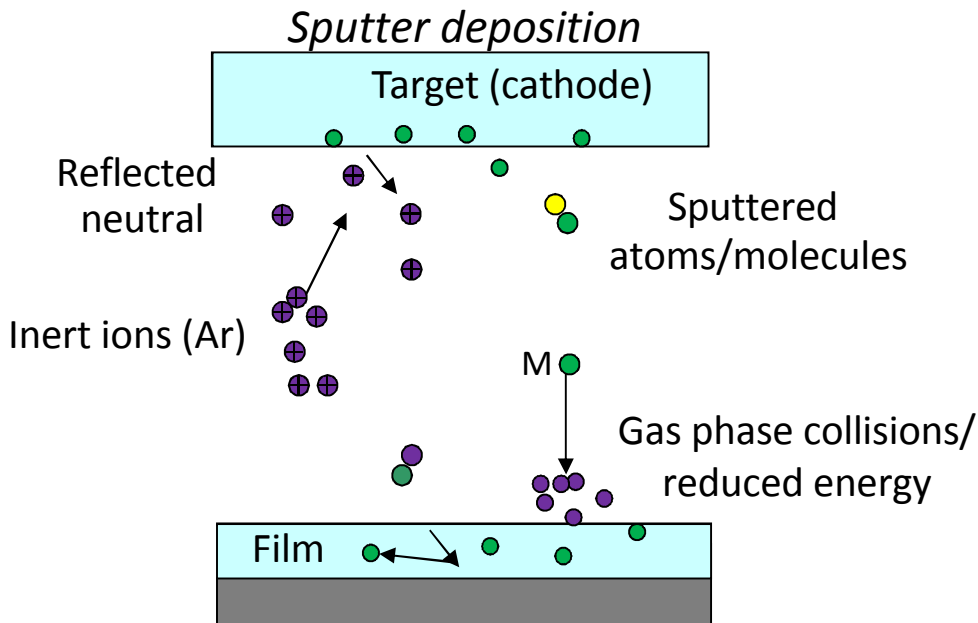 Sputter deposition
Target (cathode)
Reflected
neutral
Sputtered
atoms/molecules
Inert ions (Ar)
M
Gas phase collisions/
reduced energy
Film